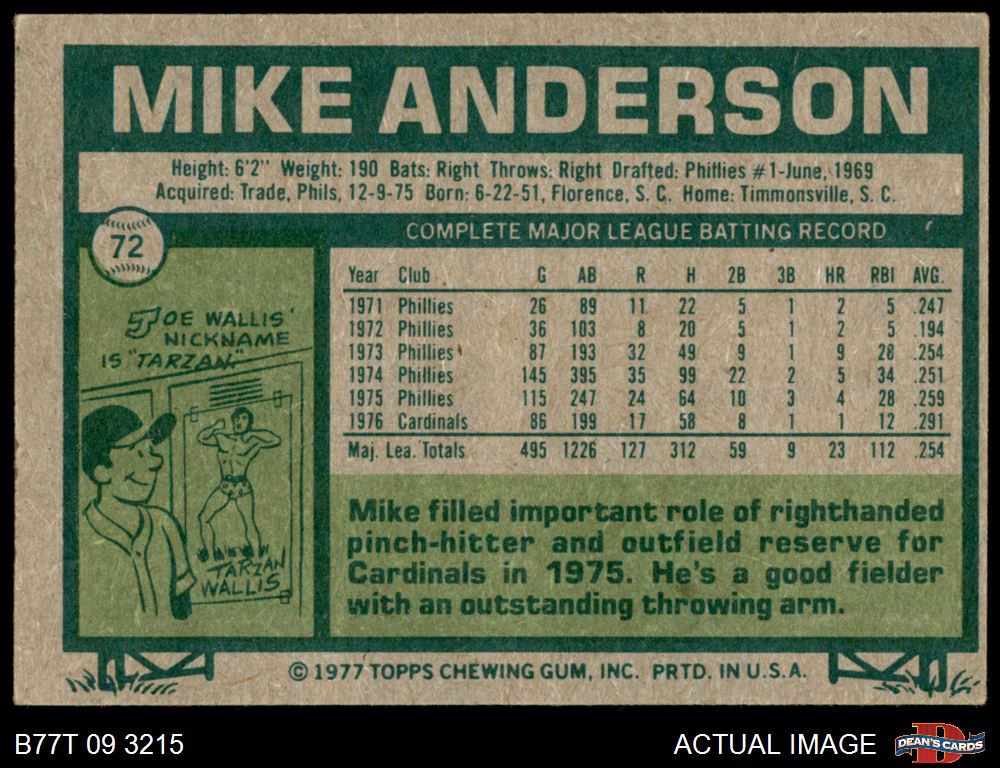 MIKE ANDERSON
Height: 6'2" Weight: 190 Bats: Right Throws: Right Drafted: Phillies #1-June, 1969
Acquired: Trade, Phils, 12-9-75 Born: 6-22-51, Florence, S. C. Home: Timmonsville, S. C.
72
JOE WALLIS'
NICKNAME
IS "TARZAN."
TARZAN
WALLIS
COMPLETE MAJOR LEAGUE BATTING RECORD
Year Club G AB R H 2B 3B HR RBI AVG.
1971 Phillies 26 89 11 22 5 1 2 5 .247
1972 Phillies 36 103 8 20 5 1 2 5 .194
1973 Phillies 87 193 32 49 9 1 9 28 .254
1974 Phillies 145 395 35 99 22 2 5 34 .251
1975 Phillies 115 247 24 64 10 3 4 28 .259
1976 Cardinals 86 199 17 58 8 1 1 12 .291
Maj. Lea. Totals 495 1226 127 312 59 9 23 112 .254
Mike filled important role of righthanded
pinch-hitter and outfield reserve for
Cardinals in 1975. He's a good fielder
with an outstanding throwing arm.
© 1977 TOPPS CHEWING GUM, INC. PRTD. IN U.S.A.
B77T 09 3215
ACTUAL IMAGE
DEAN'S CARDS